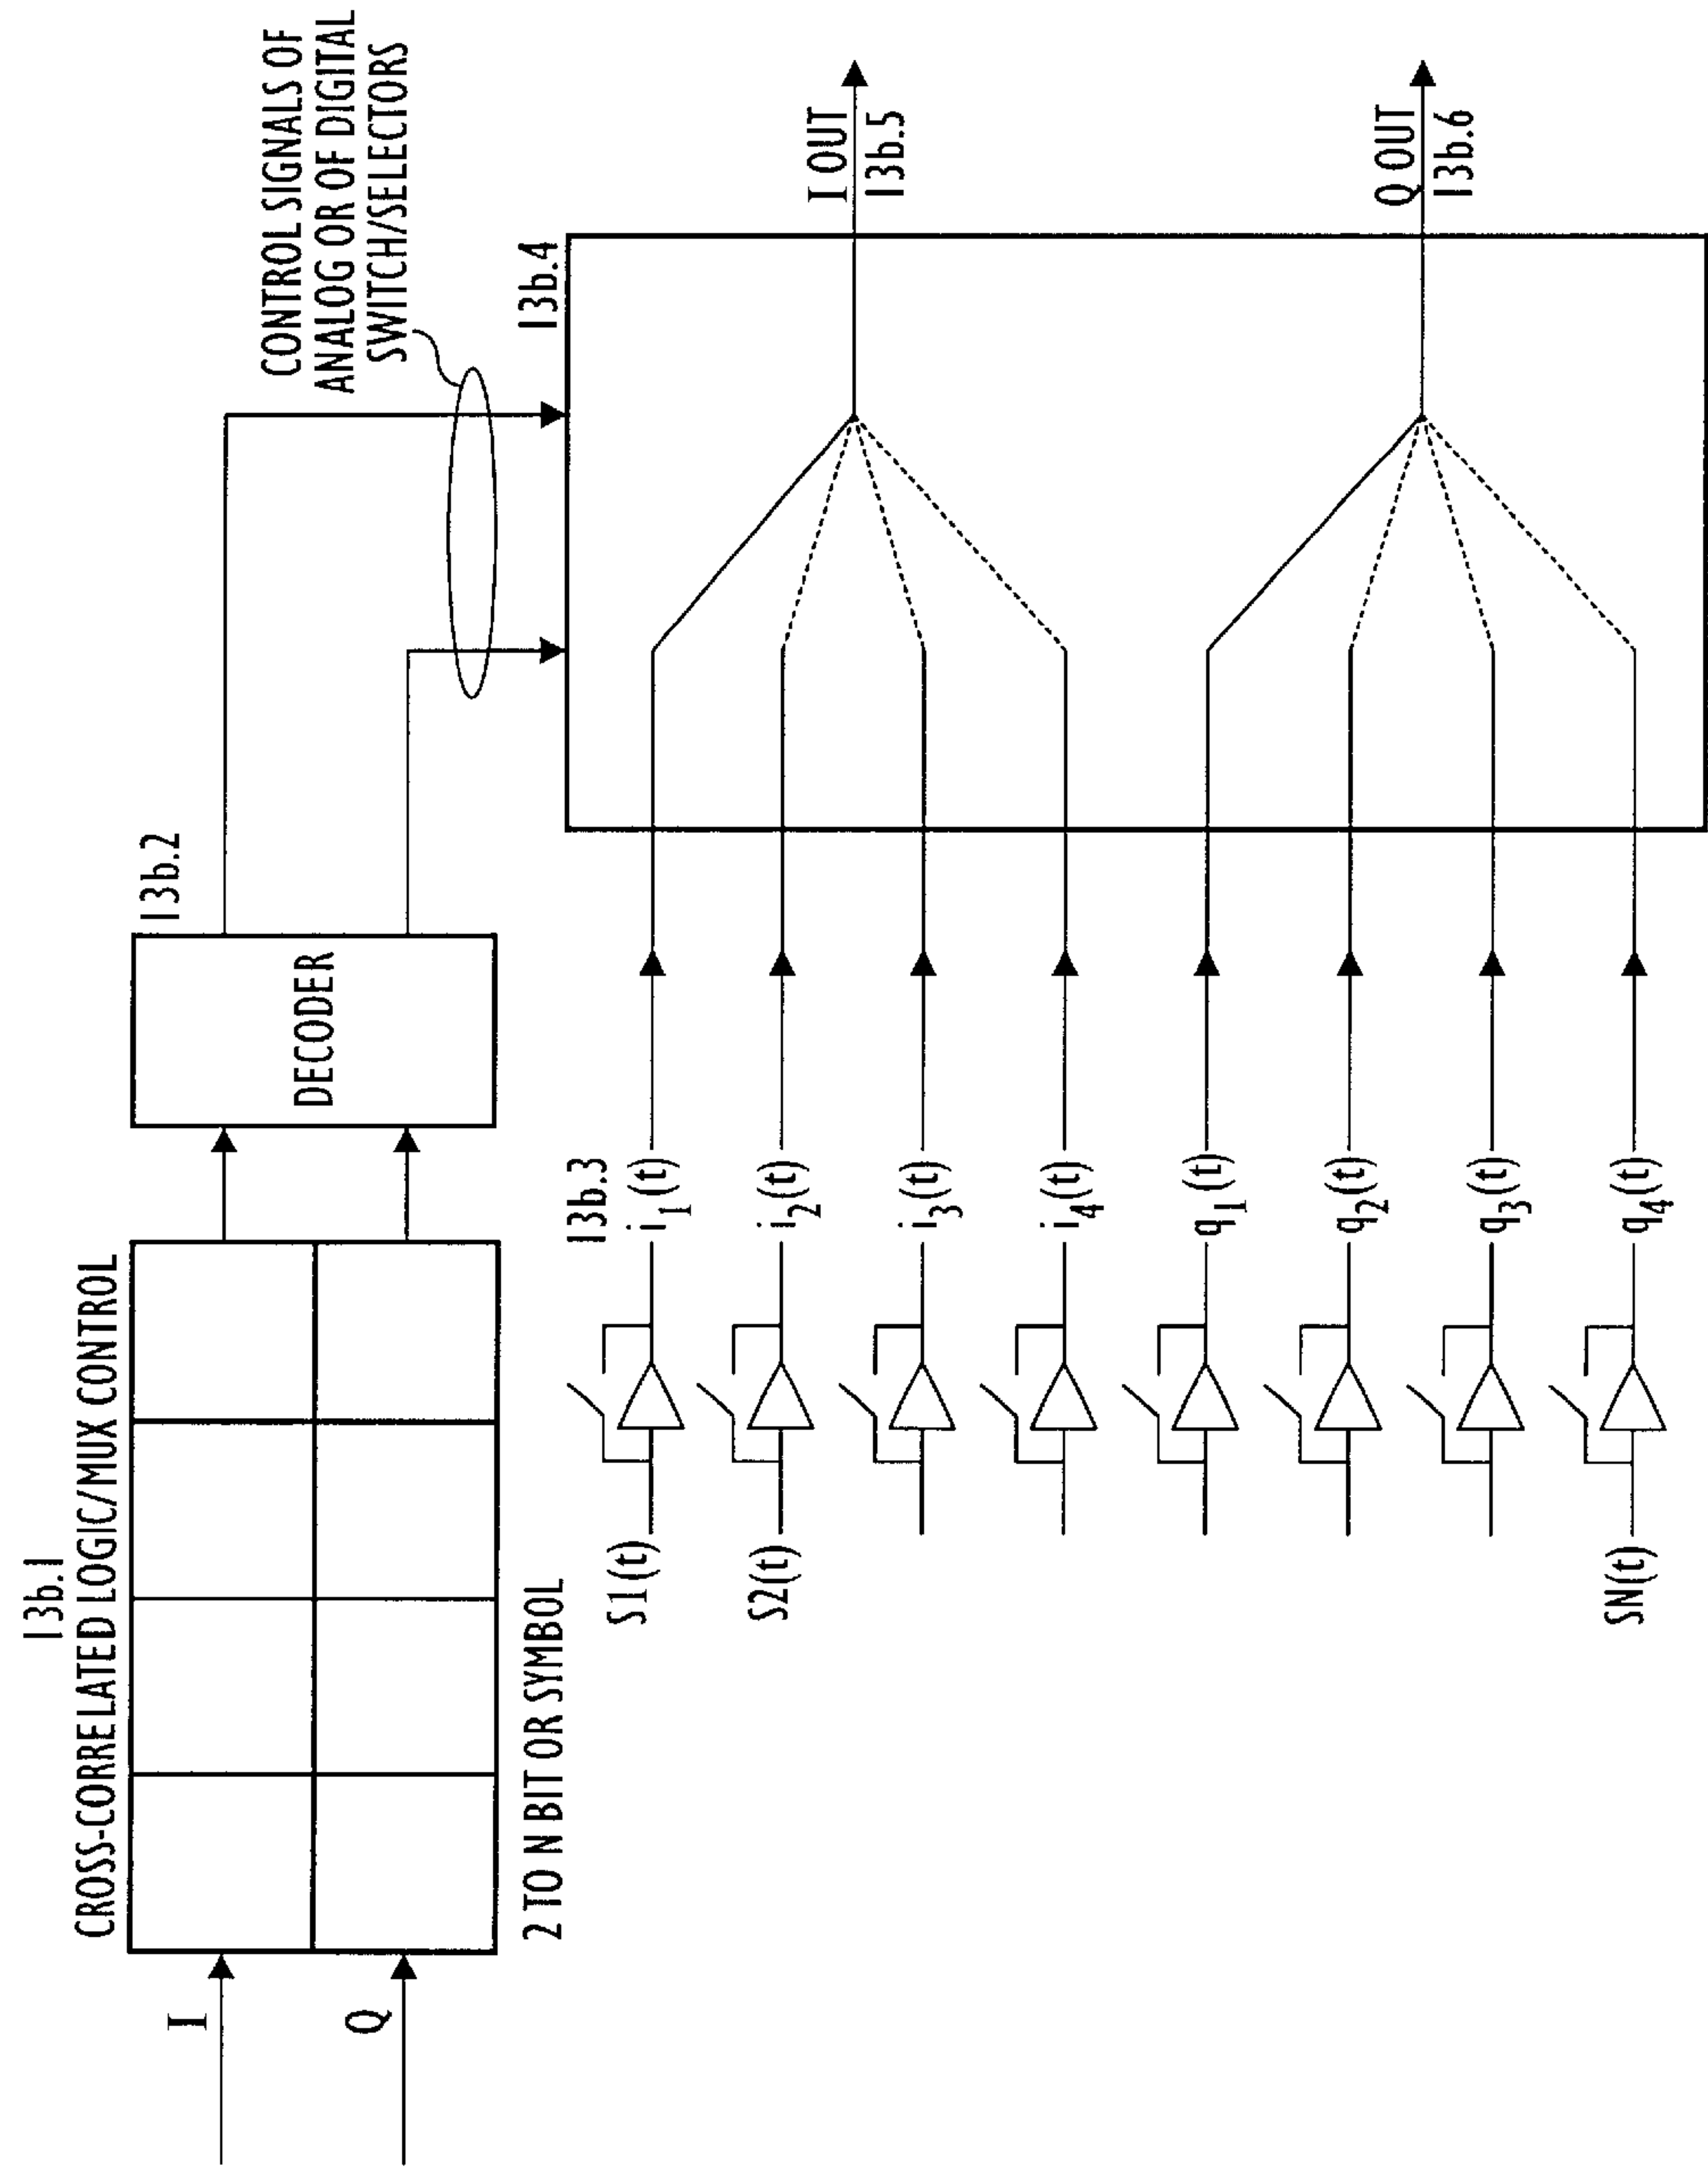 13b.1
CROSS-CORRELATED LOGIC/MUX CONTROL
I
Q
2 TO N BIT OR SYMBOL
13b.2
DECODER
CONTROL SIGNALS OF
ANALOG OR OF DIGITAL
SWITCH/SELECTORS
13b.4
13b.3
S1(t)
i1(t)
S2(t)
i2(t)
i3(t)
i4(t)
q1(t)
q2(t)
q3(t)
SN(t)
q4(t)
I OUT
13b.5
Q OUT
13b.6